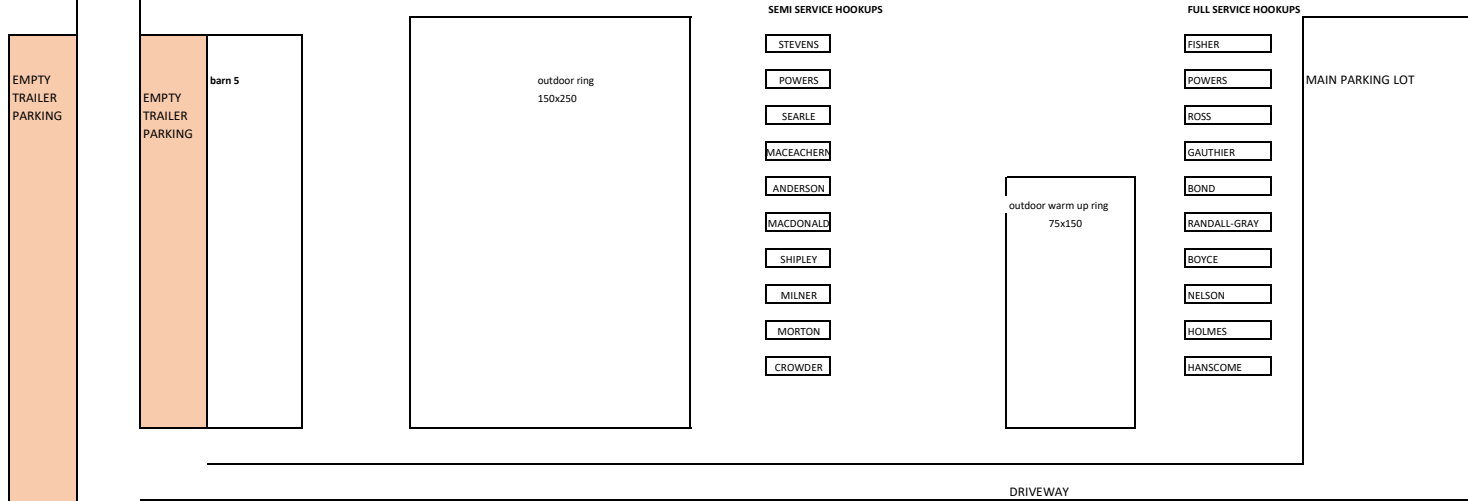 SEMI SERVICE HOOKUPS
FULL SERVICE HOOKUPS
EMPTY
TRAILER
PARKING
EMPTY
TRAILER
PARKING
barn 5
outdoor ring
150x250
STEVENS
POWERS
SEARLE
MACEACHERN
ANDERSON
MACDONALD
SHIPLEY
MILNER
MORTON
CROWDER
outdoor warm up ring
75x150
FISHER
POWERS
ROSS
GAUTHIER
BOND
RANDALL-GRAY
BOYCE
NELSON
HOLMES
HANSCOME
MAIN PARKING LOT
DRIVEWAY